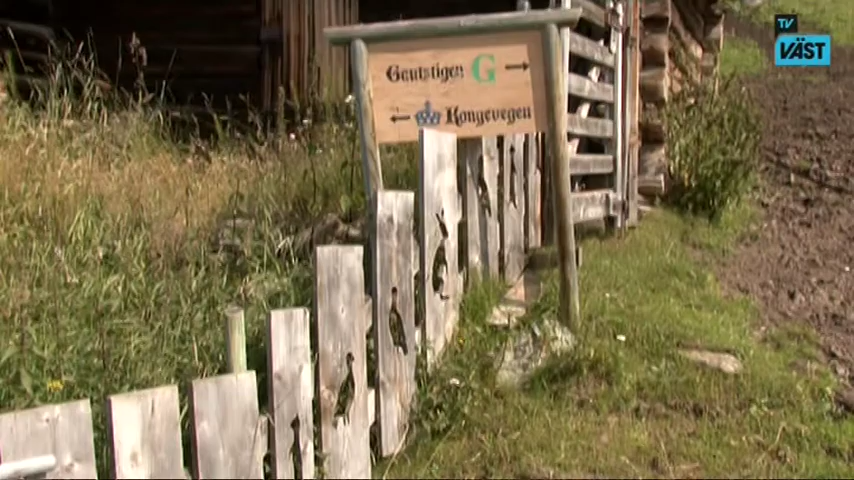 TV
VÄST
Gautstigen G →
← Kongevegen